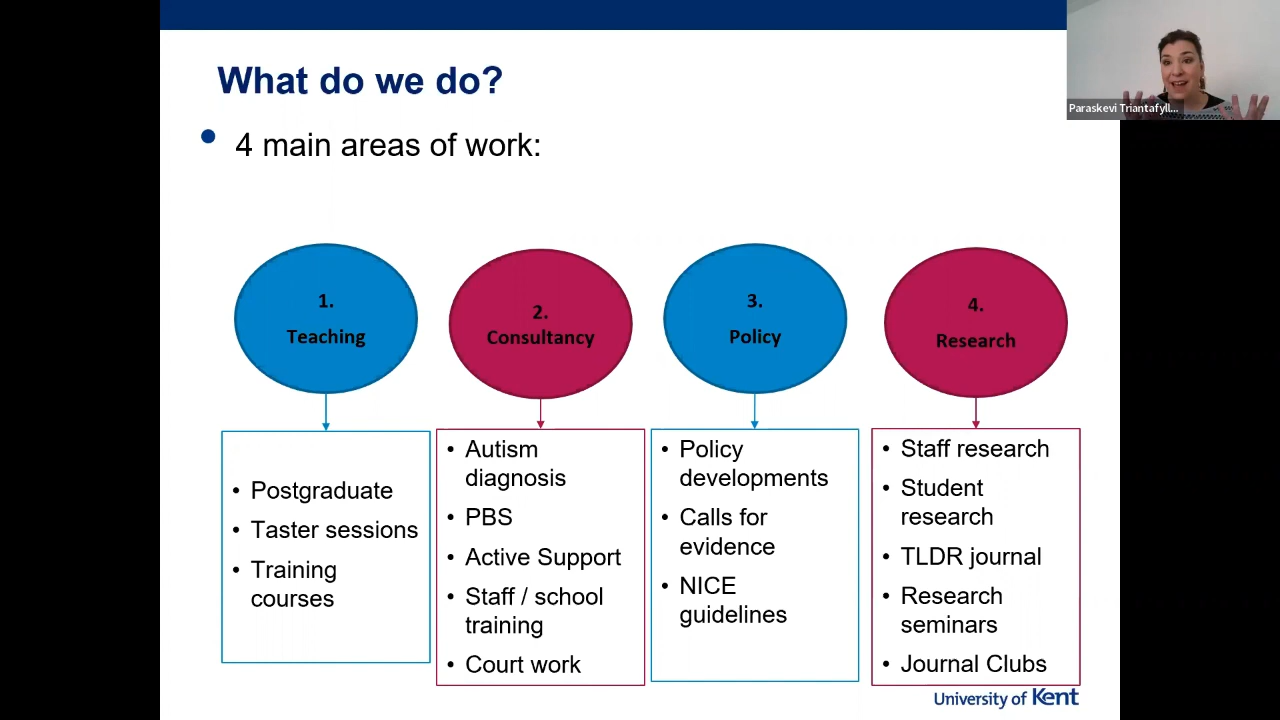 What do we do?
Paraskevi Triantafyll...
• 4 main areas of work:
1.
Teaching
2.
Consultancy
3.
Policy
4.
Research
• Postgraduate
• Taster sessions
• Training
courses
• Autism
diagnosis
• PBS
• Active Support
• Staff / school
training
• Court work
• Policy
developments
• Calls for
evidence
• NICE
guidelines
• Staff research
• Student
research
• TLDR journal
• Research
seminars
• Journal Clubs
University of Kent